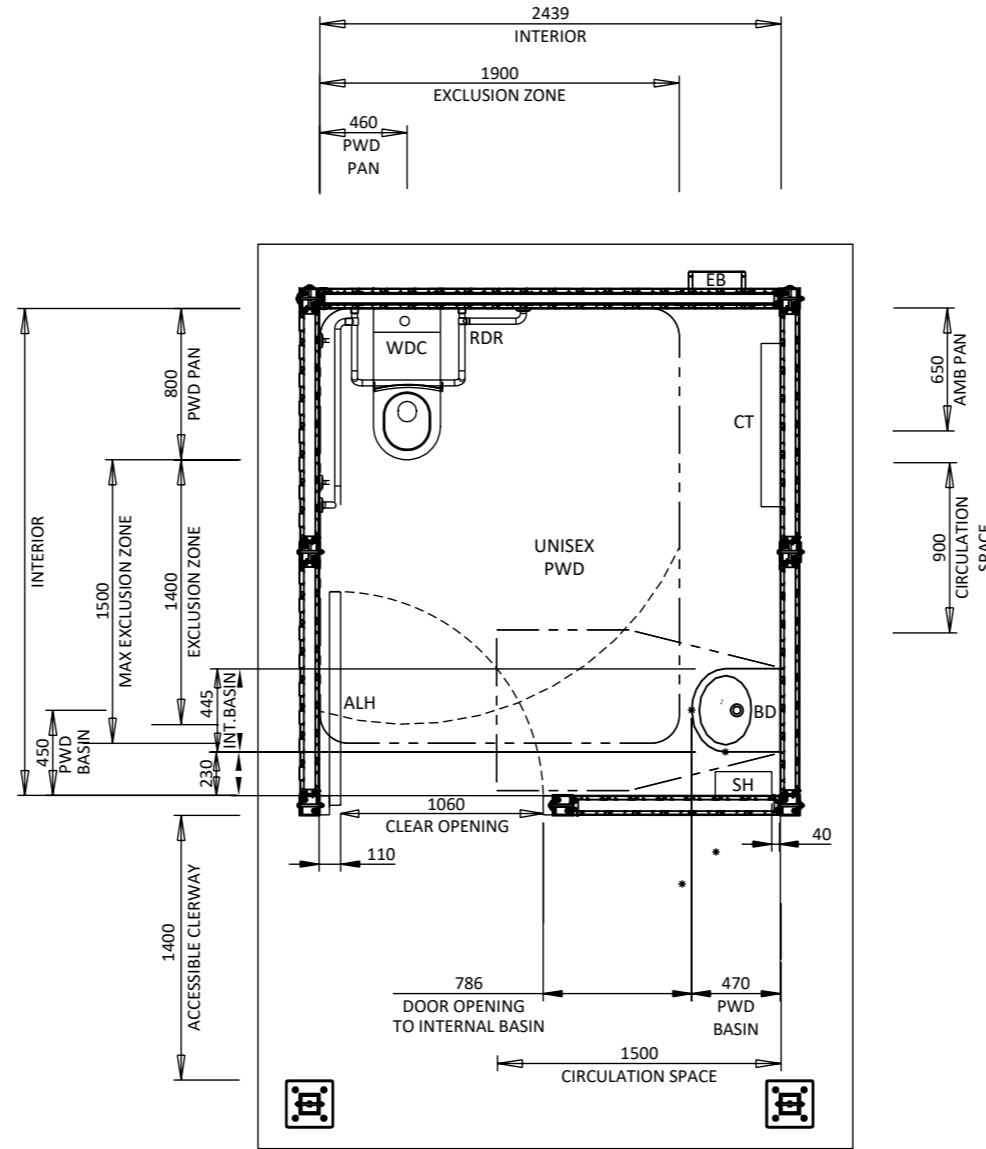 2439
INTERIOR
1900
EXCLUSION ZONE
460
PWD
PAN
EB
WDC
RDR
CT
UNISEX
PWD
ALH
BD
SH
800
PWD PAN
INTERIOR
1500
MAX EXCLUSION ZONE
1400
EXCLUSION ZONE
445
INT.BASIN
450
PWD
BASIN
230
650
AMB PAN
900
CIRCULATION
SPACE
1060
CLEAR OPENING
110
40
1400
ACCESSIBLE CLERWAY
786
DOOR OPENING
TO INTERNAL BASIN
470
PWD
BASIN
1500
CIRCULATION SPACE